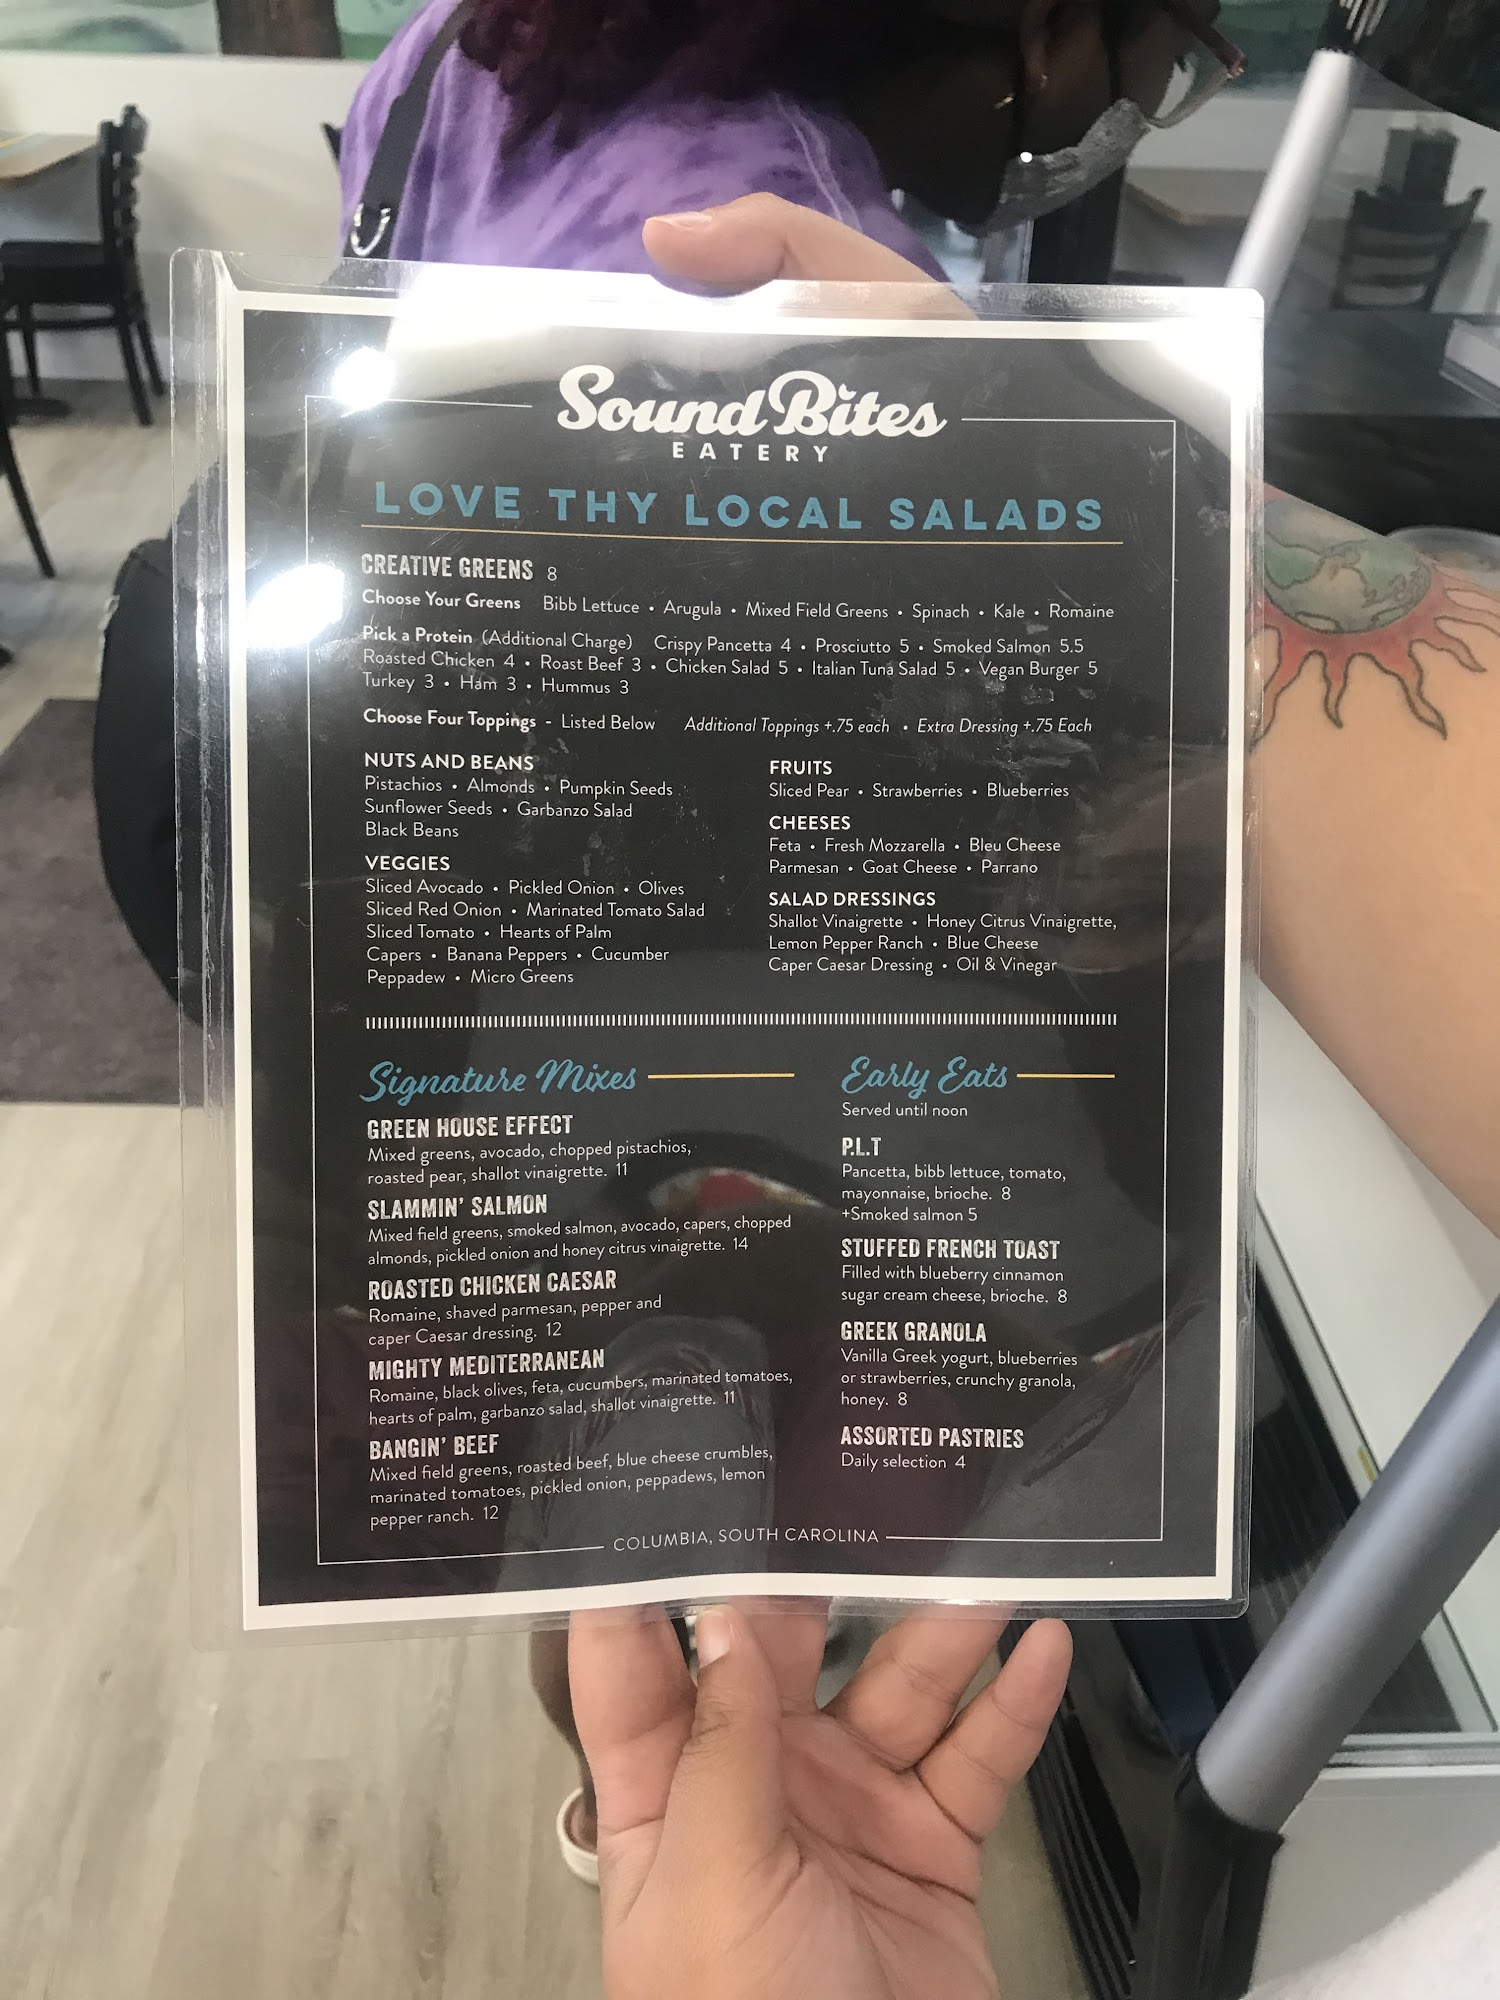 Sound Bites
EATERY
LOVE THY LOCAL SALADS
CREATIVE GREENS 8
Choose Your Greens Bibb Lettuce • Arugula • Mixed Field Greens • Spinach • Kale • Romaine
Pick a Protein (Additional Charge) Crispy Pancetta 4 • Prosciutto 5 • Smoked Salmon 5.5
Roasted Chicken 4 • Roast Beef 3 • Chicken Salad 5 • Italian Tuna Salad 5 • Vegan Burger 5
Turkey 3 • Ham 3 • Hummus 3
Choose Four Toppings - Listed Below Additional Toppings +.75 each • Extra Dressing +.75 Each
NUTS AND BEANS
Pistachios • Almonds • Pumpkin Seeds
Sunflower Seeds • Garbanzo Salad
Black Beans
VEGGIES
Sliced Avocado • Pickled Onion • Olives
Sliced Red Onion • Marinated Tomato Salad
Sliced Tomato • Hearts of Palm
Capers • Banana Peppers • Cucumber
Peppadew • Micro Greens
FRUITS
Sliced Pear • Strawberries • Blueberries
CHEESES
Feta • Fresh Mozzarella • Bleu Cheese
Parmesan • Goat Cheese • Parrano
SALAD DRESSINGS
Shallot Vinaigrette • Honey Citrus Vinaigrette,
Lemon Pepper Ranch • Blue Cheese
Caper Caesar Dressing • Oil & Vinegar
Signature Mixes
GREEN HOUSE EFFECT
Mixed greens, avocado, chopped pistachios,
roasted pear, shallot vinaigrette. 11
SLAMMIN' SALMON
Mixed field greens, smoked salmon, avocado, capers, chopped
almonds, pickled onion and honey citrus vinaigrette. 14
ROASTED CHICKEN CAESAR
Romaine, shaved parmesan, pepper and
caper Caesar dressing. 12
MIGHTY MEDITERRANEAN
Romaine, black olives, feta, cucumbers, marinated tomatoes,
hearts of palm, garbanzo salad, shallot vinaigrette. 11
BANGIN' BEEF
Mixed field greens, roasted beef, blue cheese crumbles,
marinated tomatoes, pickled onion, peppadews, lemon
pepper ranch. 12
Early Eats
Served until noon
P.L.T
Pancetta, bibb lettuce, tomato,
mayonnaise, brioche. 8
+Smoked salmon 5
STUFFED FRENCH TOAST
Filled with blueberry cinnamon
sugar cream cheese, brioche. 8
GREEK GRANOLA
Vanilla Greek yogurt, blueberries
or strawberries, crunchy granola,
honey. 8
ASSORTED PASTRIES
Daily selection 4
COLUMBIA, SOUTH CAROLINA